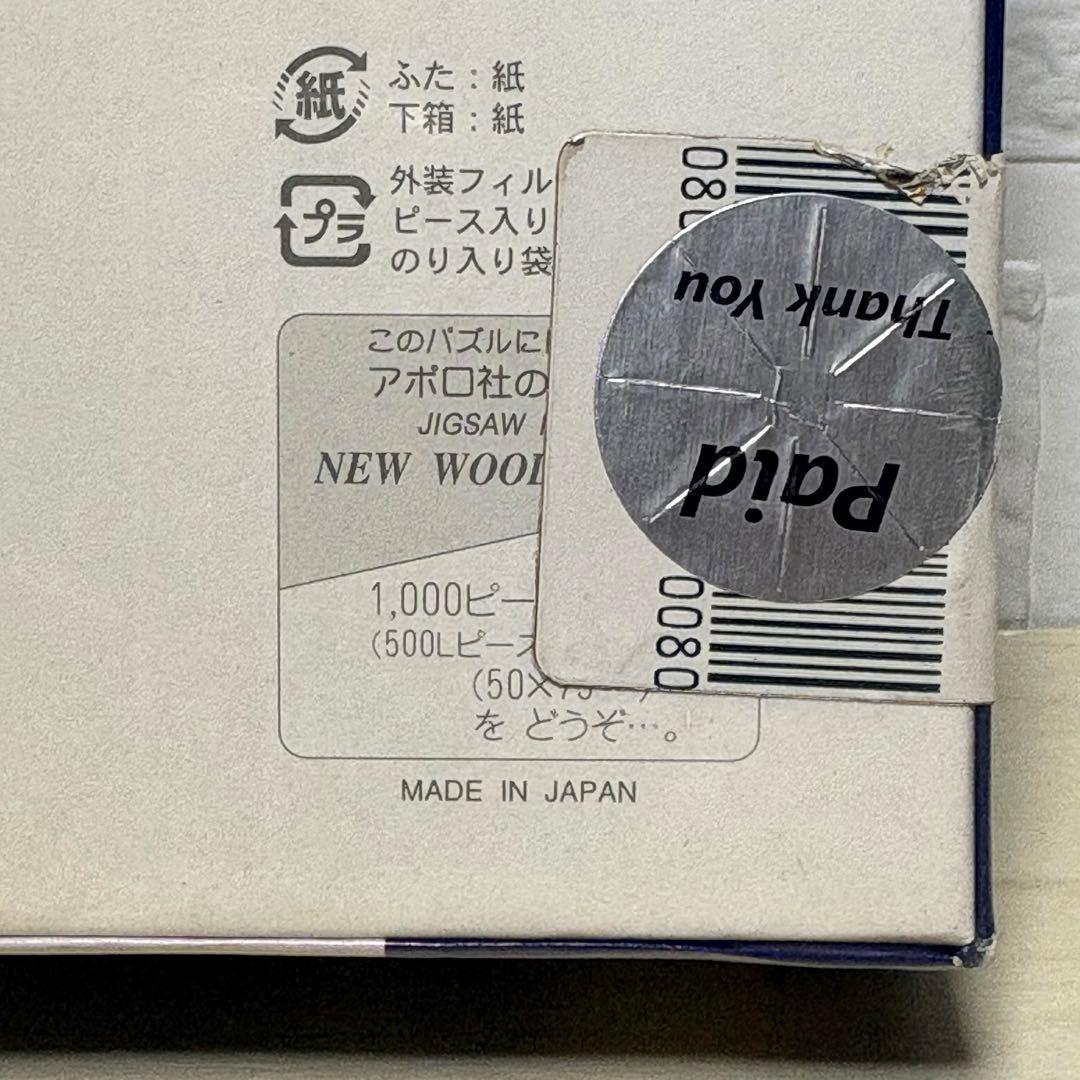 紙
ふた:紙
下箱:紙
プラ
外装フィル
ピース入り
のり入り袋
このパズルに
アポロ社の
JIGSAW
NEW WOOD
1,000ピー
(500Lピース
(50×75
を どうぞ…。
MADE IN JAPAN
080
Thank You
Paid
0080